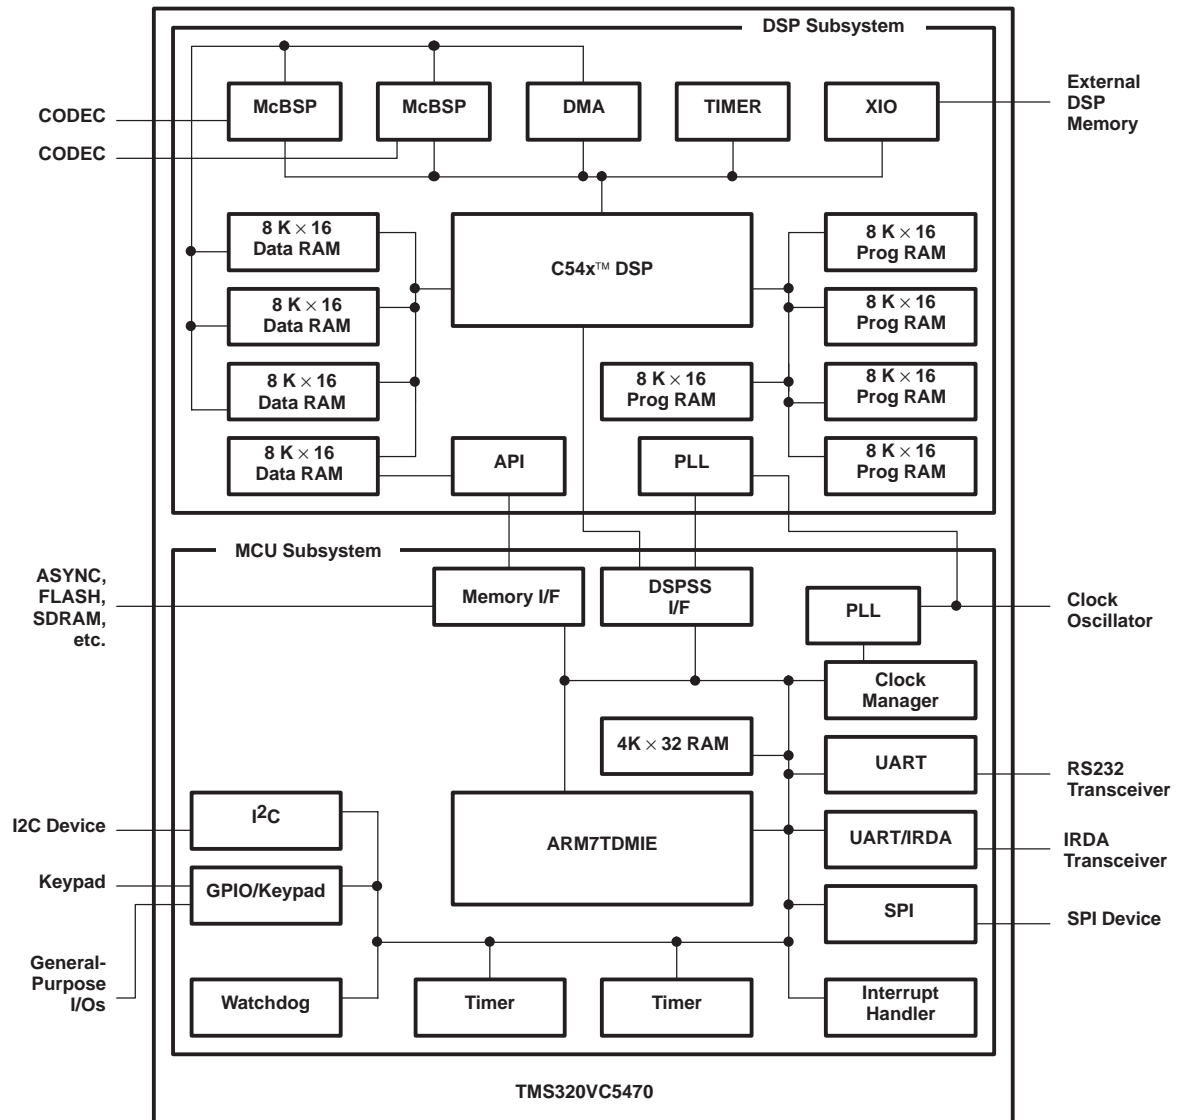 DSP Subsystem
McBSP
McBSP
DMA
TIMER
XIO
External
DSP
Memory
CODEC
CODEC
8 K × 16
Data RAM
C54x™ DSP
8 K × 16
Prog RAM
8 K × 16
Data RAM
8 K × 16
Prog RAM
8 K × 16
Data RAM
8 K × 16
Prog RAM
8 K × 16
Prog RAM
8 K × 16
Data RAM
API
PLL
8 K × 16
Prog RAM
MCU Subsystem
ASYNC,
FLASH,
SDRAM,
etc.
Memory I/F
DSPSS
I/F
PLL
Clock
Oscillator
Clock
Manager
4K × 32 RAM
UART
RS232
Transceiver
I2C Device
I²C
ARM7TDMIE
UART/IRDA
IRDA
Transceiver
Keypad
GPIO/Keypad
SPI
SPI Device
General-
Purpose
I/Os
Watchdog
Timer
Timer
Interrupt
Handler
TMS320VC5470